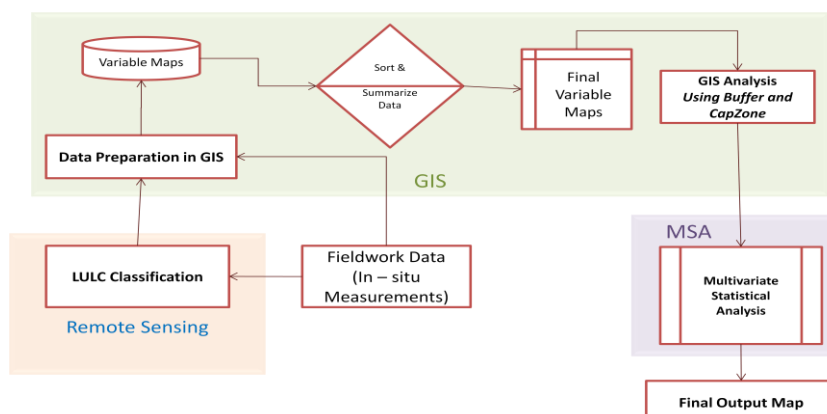 Variable Maps
Sort &
Summarize
Data
Final
Variable
Maps
GIS Analysis
Using Buffer and
CapZone
Data Preparation in GIS
GIS
MSA
LULC Classification
Remote Sensing
Fieldwork Data
(In – situ
Measurements)
Multivariate
Statistical
Analysis
Final Output Map